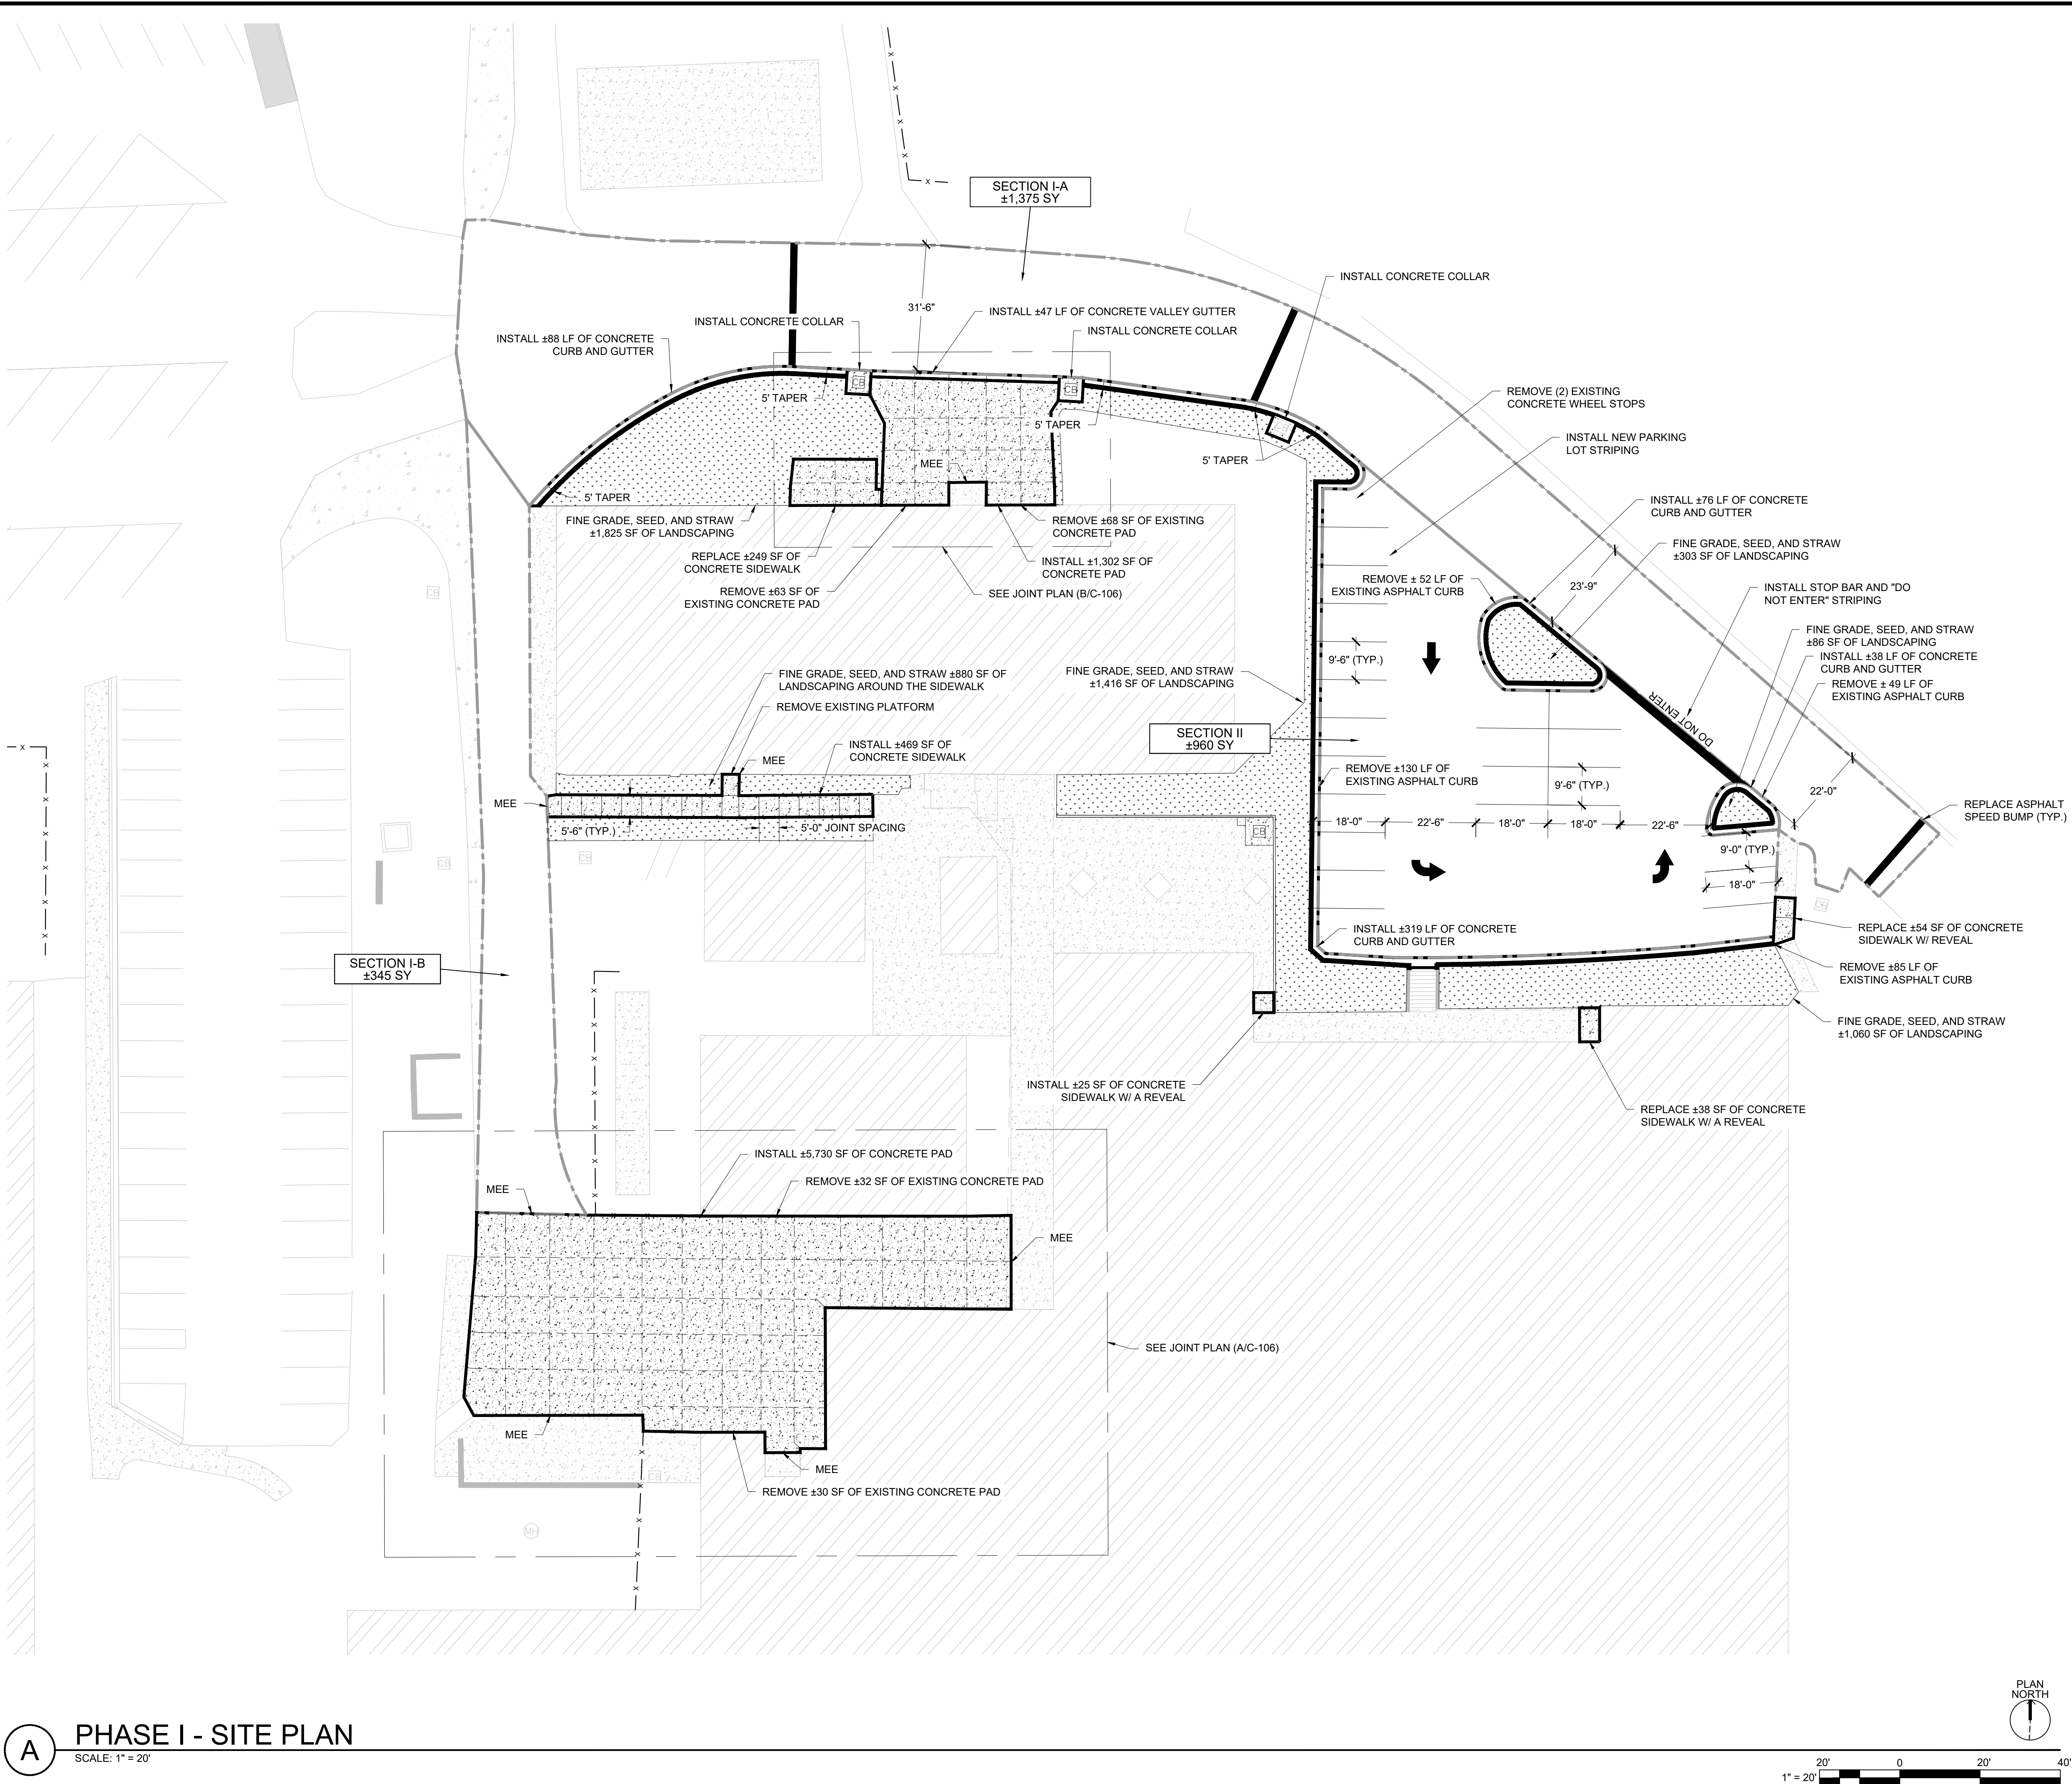 SECTION I-A
±1,375 SY
INSTALL CONCRETE COLLAR
31'-6"
INSTALL ±47 LF OF CONCRETE VALLEY GUTTER
INSTALL CONCRETE COLLAR
INSTALL CONCRETE COLLAR
INSTALL ±88 LF OF CONCRETE
CURB AND GUTTER
CB
CB
5' TAPER
5' TAPER
5' TAPER
5' TAPER
MEE
REMOVE (2) EXISTING
CONCRETE WHEEL STOPS
INSTALL NEW PARKING
LOT STRIPING
INSTALL ±76 LF OF CONCRETE
CURB AND GUTTER
FINE GRADE, SEED, AND STRAW
±303 SF OF LANDSCAPING
FINE GRADE, SEED, AND STRAW
±1,825 SF OF LANDSCAPING
REMOVE ±68 SF OF EXISTING
CONCRETE PAD
REPLACE ±249 SF OF
CONCRETE SIDEWALK
INSTALL ±1,302 SF OF
CONCRETE PAD
REMOVE ±63 SF OF
EXISTING CONCRETE PAD
SEE JOINT PLAN (B/C-106)
CB
REMOVE ± 52 LF OF
EXISTING ASPHALT CURB
23'-9"
INSTALL STOP BAR AND "DO
NOT ENTER" STRIPING
FINE GRADE, SEED, AND STRAW
±86 SF OF LANDSCAPING
INSTALL ±38 LF OF CONCRETE
CURB AND GUTTER
REMOVE ± 49 LF OF
EXISTING ASPHALT CURB
9'-6" (TYP.)
DO NOT ENTER
FINE GRADE, SEED, AND STRAW ±880 SF OF
LANDSCAPING AROUND THE SIDEWALK
REMOVE EXISTING PLATFORM
FINE GRADE, SEED, AND STRAW
±1,416 SF OF LANDSCAPING
SECTION II
±960 SY
INSTALL ±469 SF OF
CONCRETE SIDEWALK
MEE
REMOVE ±130 LF OF
EXISTING ASPHALT CURB
9'-6" (TYP.)
22'-0"
MEE
5'-6" (TYP.)
5'-0" JOINT SPACING
REPLACE ASPHALT
SPEED BUMP (TYP.)
18'-0"
22'-6"
18'-0"
18'-0"
22'-6"
CB
CB
CB
9'-0" (TYP.)
18'-0"
CB
INSTALL ±319 LF OF CONCRETE
CURB AND GUTTER
REPLACE ±54 SF OF CONCRETE
SIDEWALK W/ REVEAL
SECTION I-B
±345 SY
REMOVE ±85 LF OF
EXISTING ASPHALT CURB
FINE GRADE, SEED, AND STRAW
±1,060 SF OF LANDSCAPING
INSTALL ±25 SF OF CONCRETE
SIDEWALK W/ A REVEAL
REPLACE ±38 SF OF CONCRETE
SIDEWALK W/ A REVEAL
INSTALL ±5,730 SF OF CONCRETE PAD
REMOVE ±32 SF OF EXISTING CONCRETE PAD
MEE
MEE
SEE JOINT PLAN (A/C-106)
MEE
MEE
CB
REMOVE ±30 SF OF EXISTING CONCRETE PAD
MH
PLAN
NORTH
A
PHASE I - SITE PLAN
SCALE: 1" = 20'
20'
0
20'
40'
1" = 20'